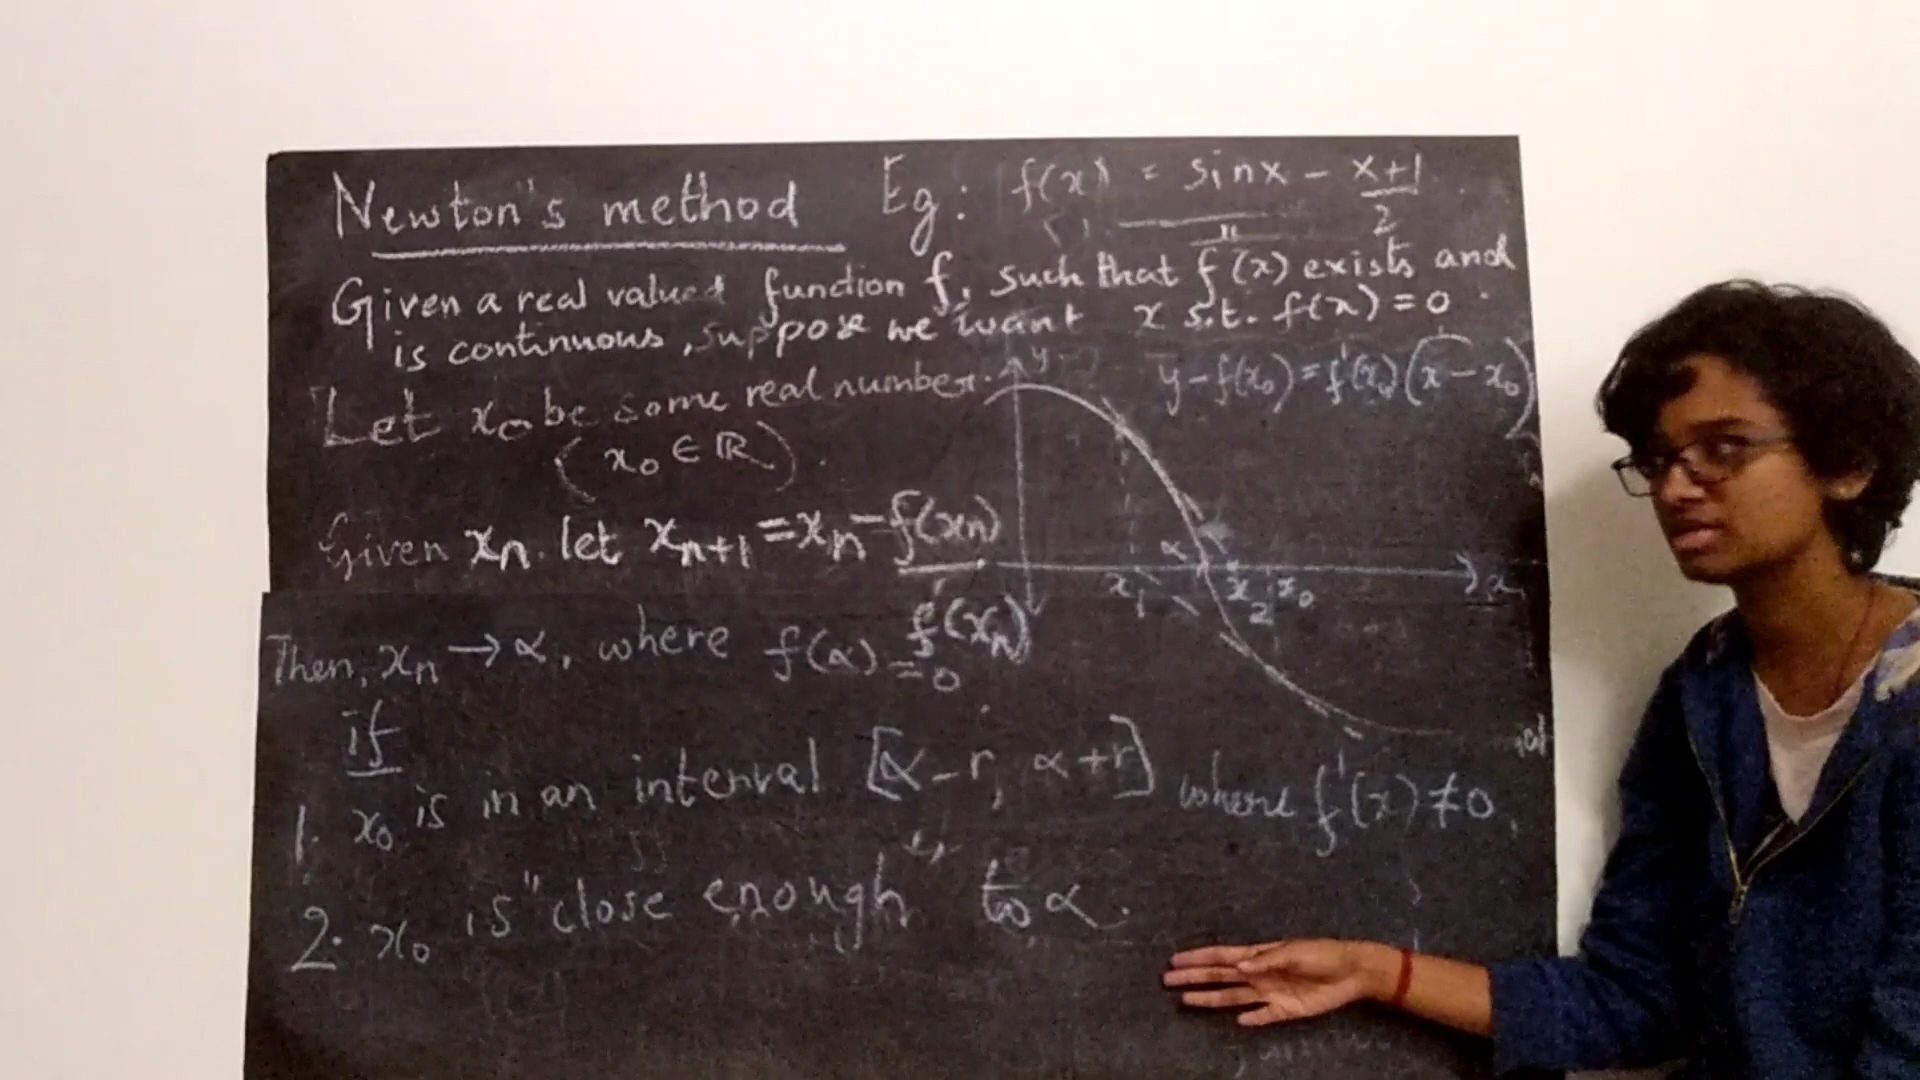 Newton's method
Eg: f(x) = sinx - x+1/2
Given a real valued function f, such that f''(x) exists and
is continuous, suppose we want x s.t. f(x) = 0.
Let x₀ be some real number.
(x₀ ∈ ℝ).
Given xₙ, let xₙ₊₁ = xₙ - f(xₙ)/f'(xₙ)
y
y - f(x₀) = f'(x₀)(x - x₀)
α
x₁ x₂ x₀ x
Then, xₙ → α, where f(α) = 0
if
1. x₀ is in an interval [α-r, α+r] where f'(x) ≠ 0,
2. x₀ is "close enough" to α.